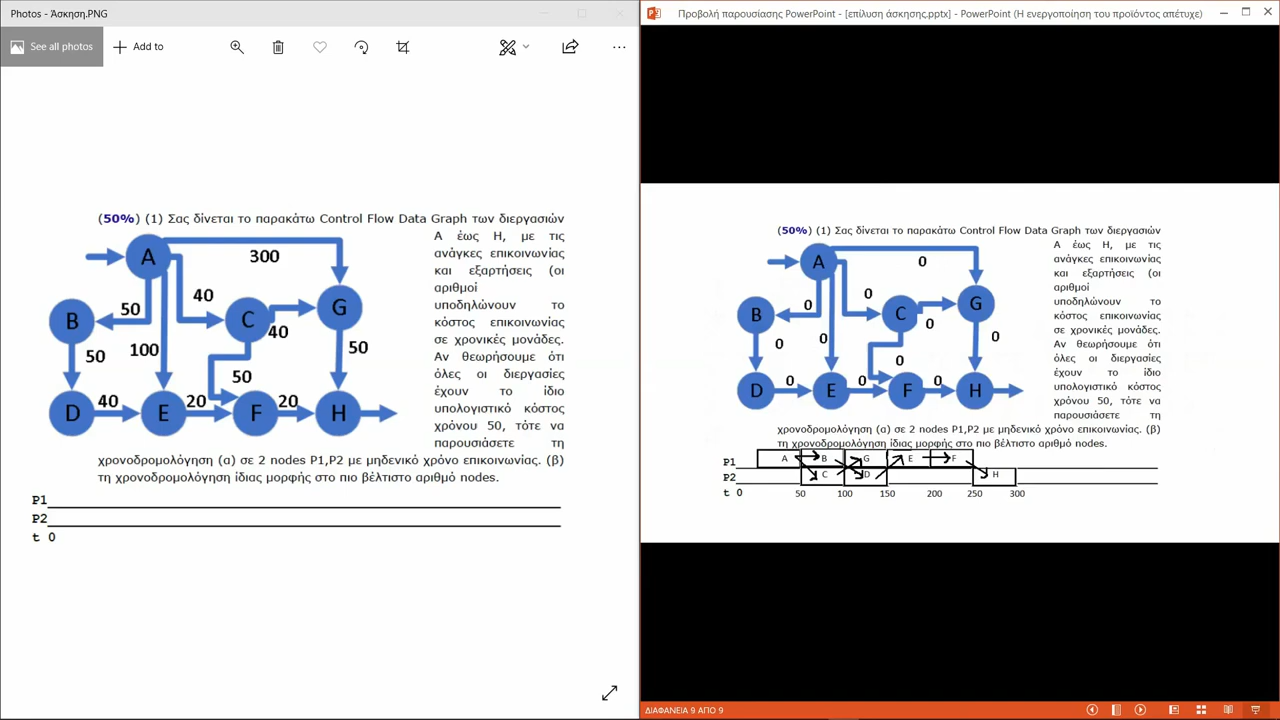 Photos - Άσκηση.PNG
See all photos
Add to
(50%) (1) Σας δίνεται το παρακάτω Control Flow Data Graph των διεργασιών
Α έως Η, με τις
ανάγκες επικοινωνίας
και εξαρτήσεις (οι
αριθμοί
υποδηλώνουν το
κόστος επικοινωνίας
σε χρονικές μονάδες.
Αν θεωρήσουμε ότι
όλες οι διεργασίες
έχουν το ίδιο
υπολογιστικό κόστος
χρόνου 50, τότε να
παρουσιάσετε τη
χρονοδρομολόγηση (α) σε 2 nodes P1,P2 με μηδενικό χρόνο επικοινωνίας. (β)
τη χρονοδρομολόγηση ίδιας μορφής στο πιο βέλτιστο αριθμό nodes.
A
300
40
50
B
C
G
40
50
100
50
50
D
40
E
20
F
20
H
P1
P2
t 0
Προβολή παρουσίασης PowerPoint - [επίλυση άσκησης.pptx] - PowerPoint (Η ενεργοποίηση του προϊόντος απέτυχε)
(50%) (1) Σας δίνεται το παρακάτω Control Flow Data Graph των διεργασιών
Α έως Η, με τις
ανάγκες επικοινωνίας
και εξαρτήσεις (οι
αριθμοί
υποδηλώνουν το
κόστος επικοινωνίας
σε χρονικές μονάδες.
Αν θεωρήσουμε ότι
όλες οι διεργασίες
έχουν το ίδιο
υπολογιστικό κόστος
χρόνου 50, τότε να
παρουσιάσετε τη
χρονοδρομολόγηση (α) σε 2 nodes P1,P2 με μηδενικό χρόνο επικοινωνίας. (β)
τη χρονοδρομολόγηση ίδιας μορφής στο πιο βέλτιστο αριθμό nodes.
A
0
0
0
B
C
G
0
0
0
0
0
D
0
E
0
F
0
H
P1 A B G E F
P2 C D H
t 0 50 100 150 200 250 300
ΔΙΑΦΑΝΕΙΑ 9 ΑΠΟ 9